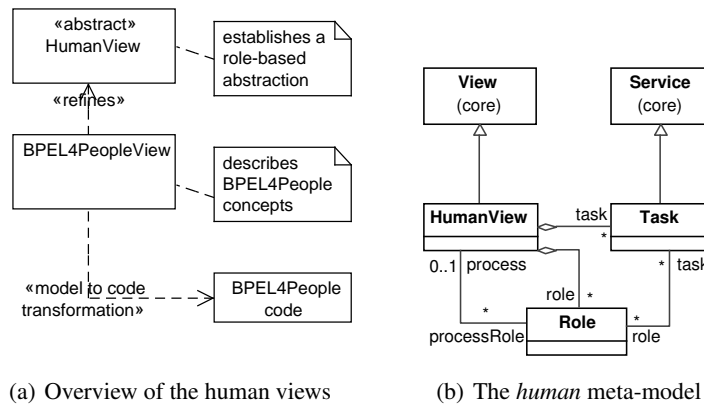 «abstract»
HumanView
establishes a
role-based
abstraction
«refines»
BPEL4PeopleView
describes
BPEL4People
concepts
«model to code
transformation»
BPEL4People
code
(a) Overview of the human views
View
(core)
Service
(core)
HumanView
task
*
Task
0..1 process
* task
role *
processRole *
Role
* role
(b) The human meta-model